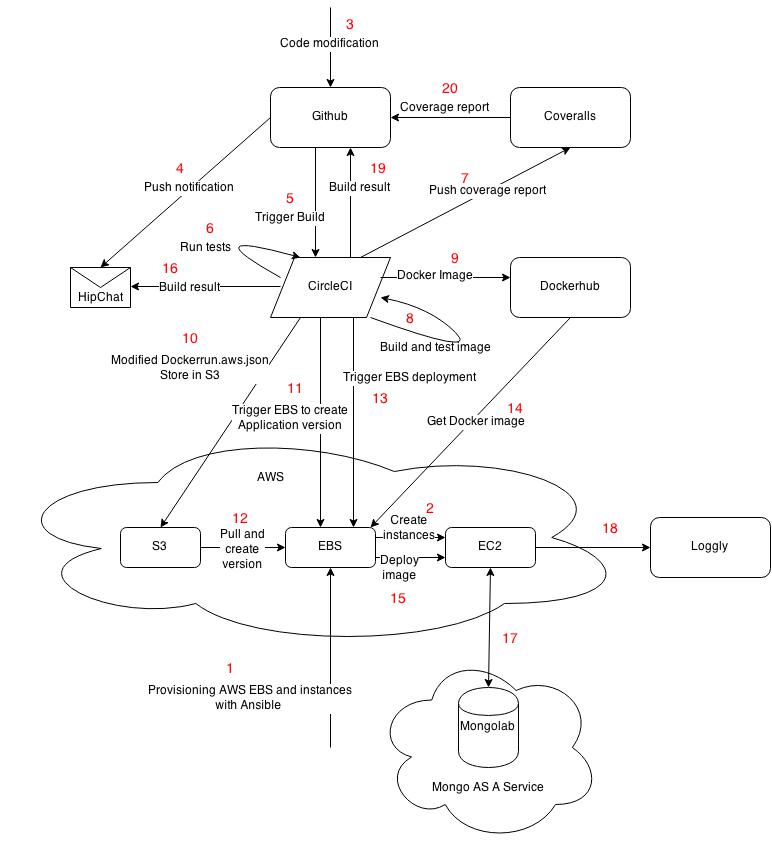 3
Code modification
20
Coverage report
Github
Coveralls
4
Push notification
19
Build result
7
Push coverage report
5
Trigger Build
6
Run tests
16
Build result
HipChat
CircleCI
9
Docker Image
Dockerhub
8
Build and test image
10
Modified Dockerrun.aws.json
Store in S3
Trigger EBS deployment
13
11
Trigger EBS to create
Application version
14
Get Docker image
AWS
12
Pull and
create
version
S3
EBS
2
Create
instances
Deploy
image
15
EC2
18
Loggly
17
1
Provisioning AWS EBS and instances
with Ansible
Mongolab
Mongo AS A Service